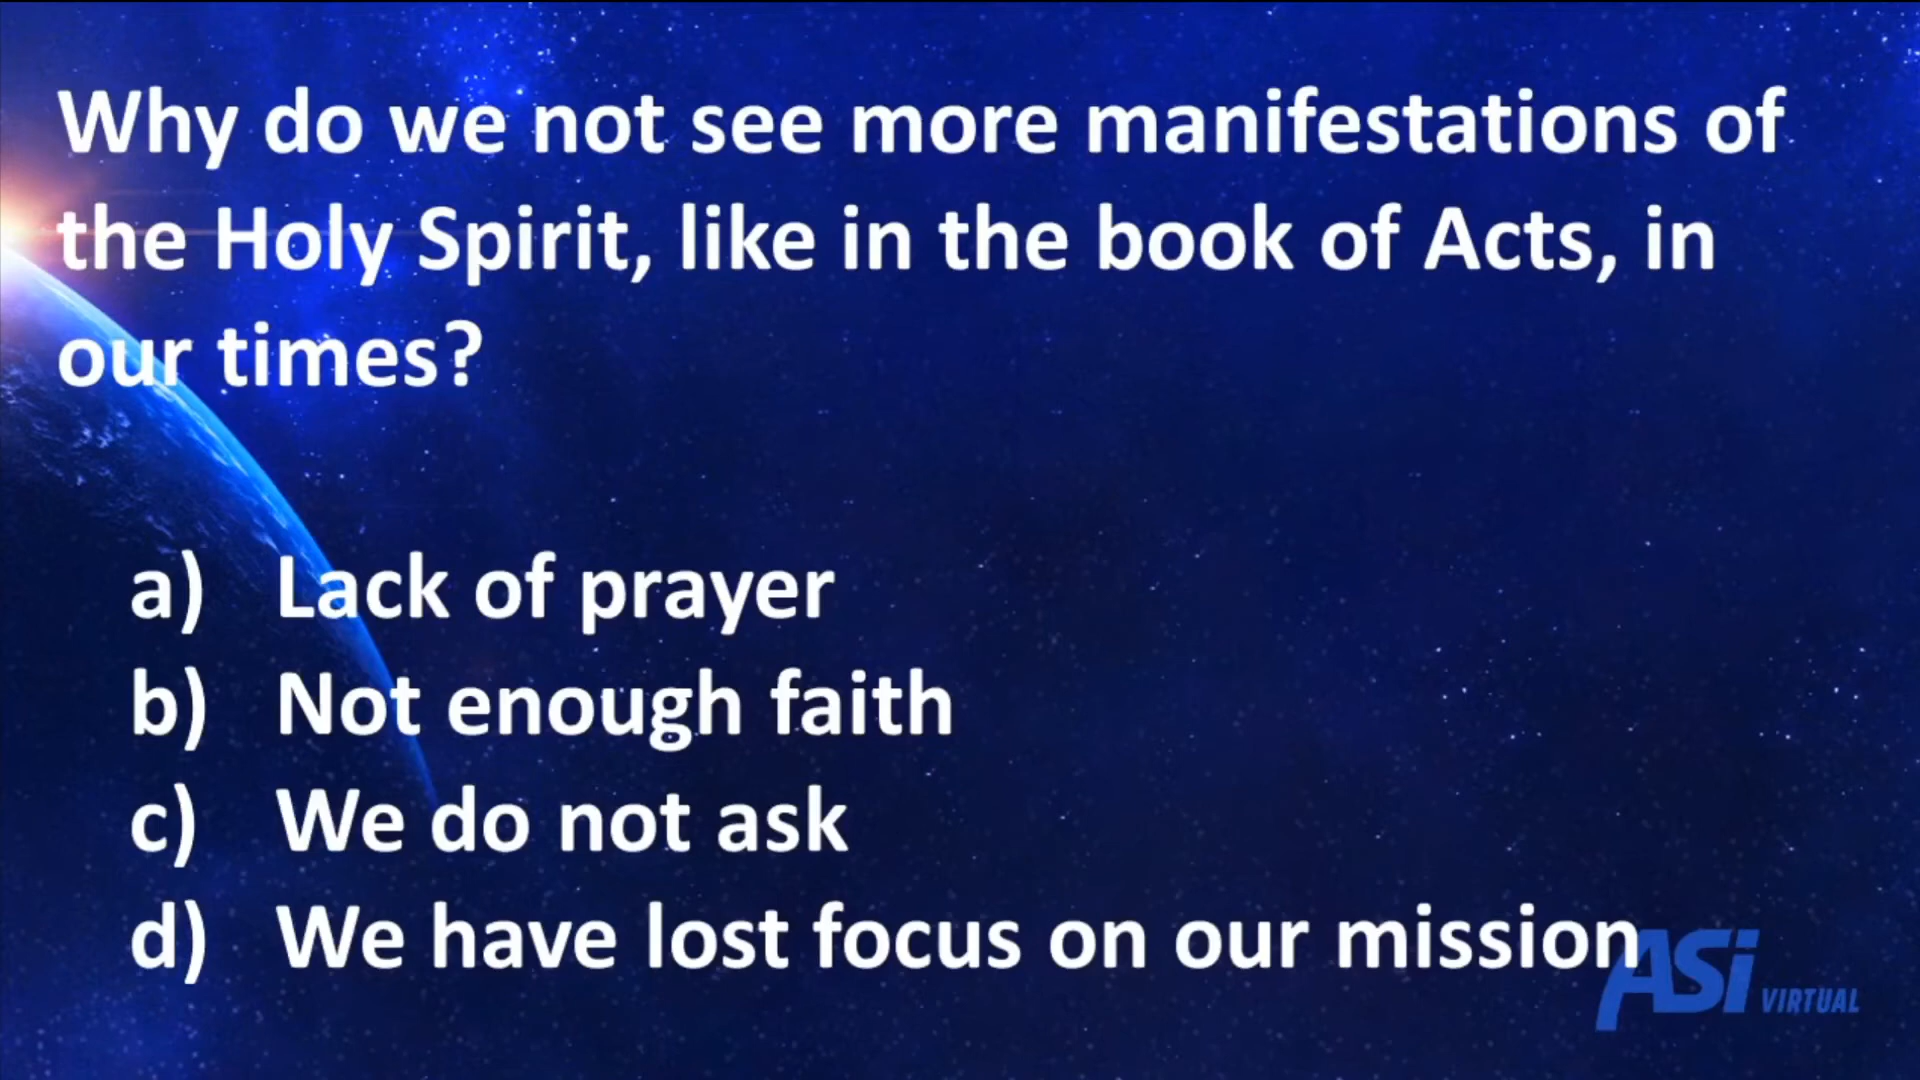 Why do we not see more manifestations of
the Holy Spirit, like in the book of Acts, in
our times?
a) Lack of prayer
b) Not enough faith
c) We do not ask
d) We have lost focus on our mission
ASi VIRTUAL